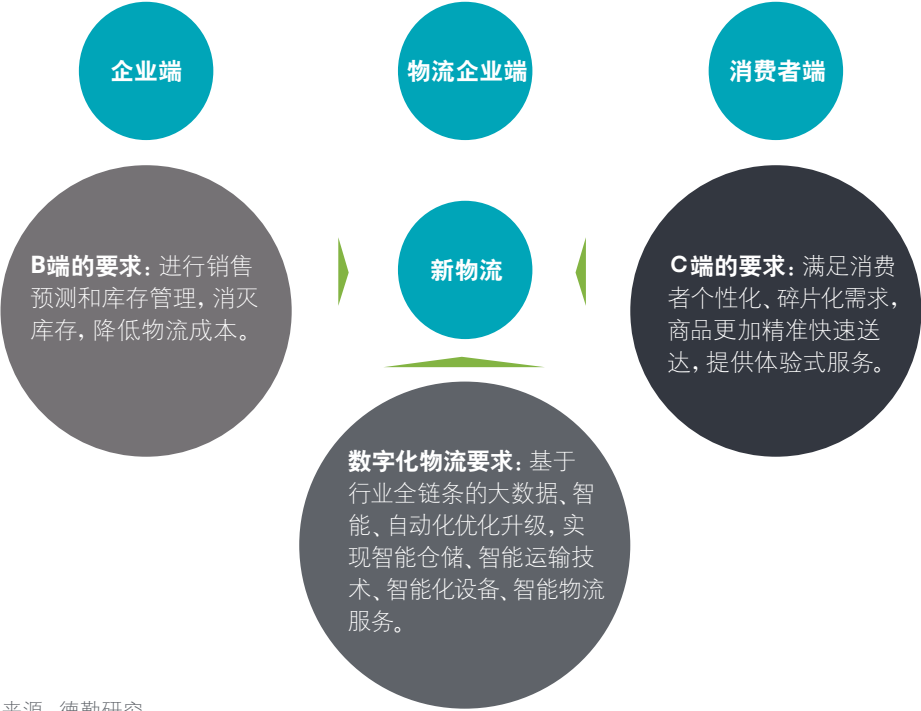 企业端
物流企业端
消费者端
B端的要求：进行销售
预测和库存管理，消灭
库存，降低物流成本。
新物流
C端的要求：满足消费
者个性化、碎片化需求，
商品更加精准快速送
达，提供体验式服务。
数字化物流要求：基于
行业全链条的大数据、智
能、自动化优化升级，实
现智能仓储、智能运输技
术、智能化设备、智能物流
服务。
来源 德勤研究